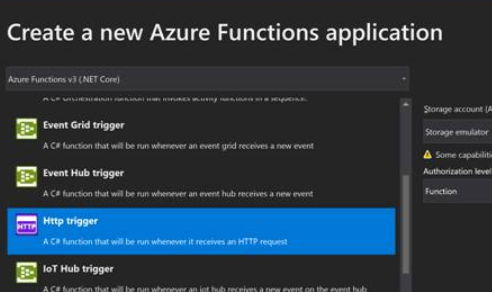 Create a new Azure Functions application
Azure Functions v3 (.NET Core)
A C# Orchestration function that invokes activity functions in a sequence.
Storage account (A
Event Grid trigger
A C# function that will be run whenever an event grid receives a new event
Storage emulator
Some capabiliti
Event Hub trigger
A C# function that will be run whenever an event hub receives a new event
Authorization level
Function
HTTP
Http trigger
A C# function that will be run whenever it receives an HTTP request
IoT Hub trigger
A C# function that will be run whenever an iot hub receives a new event on the event hub